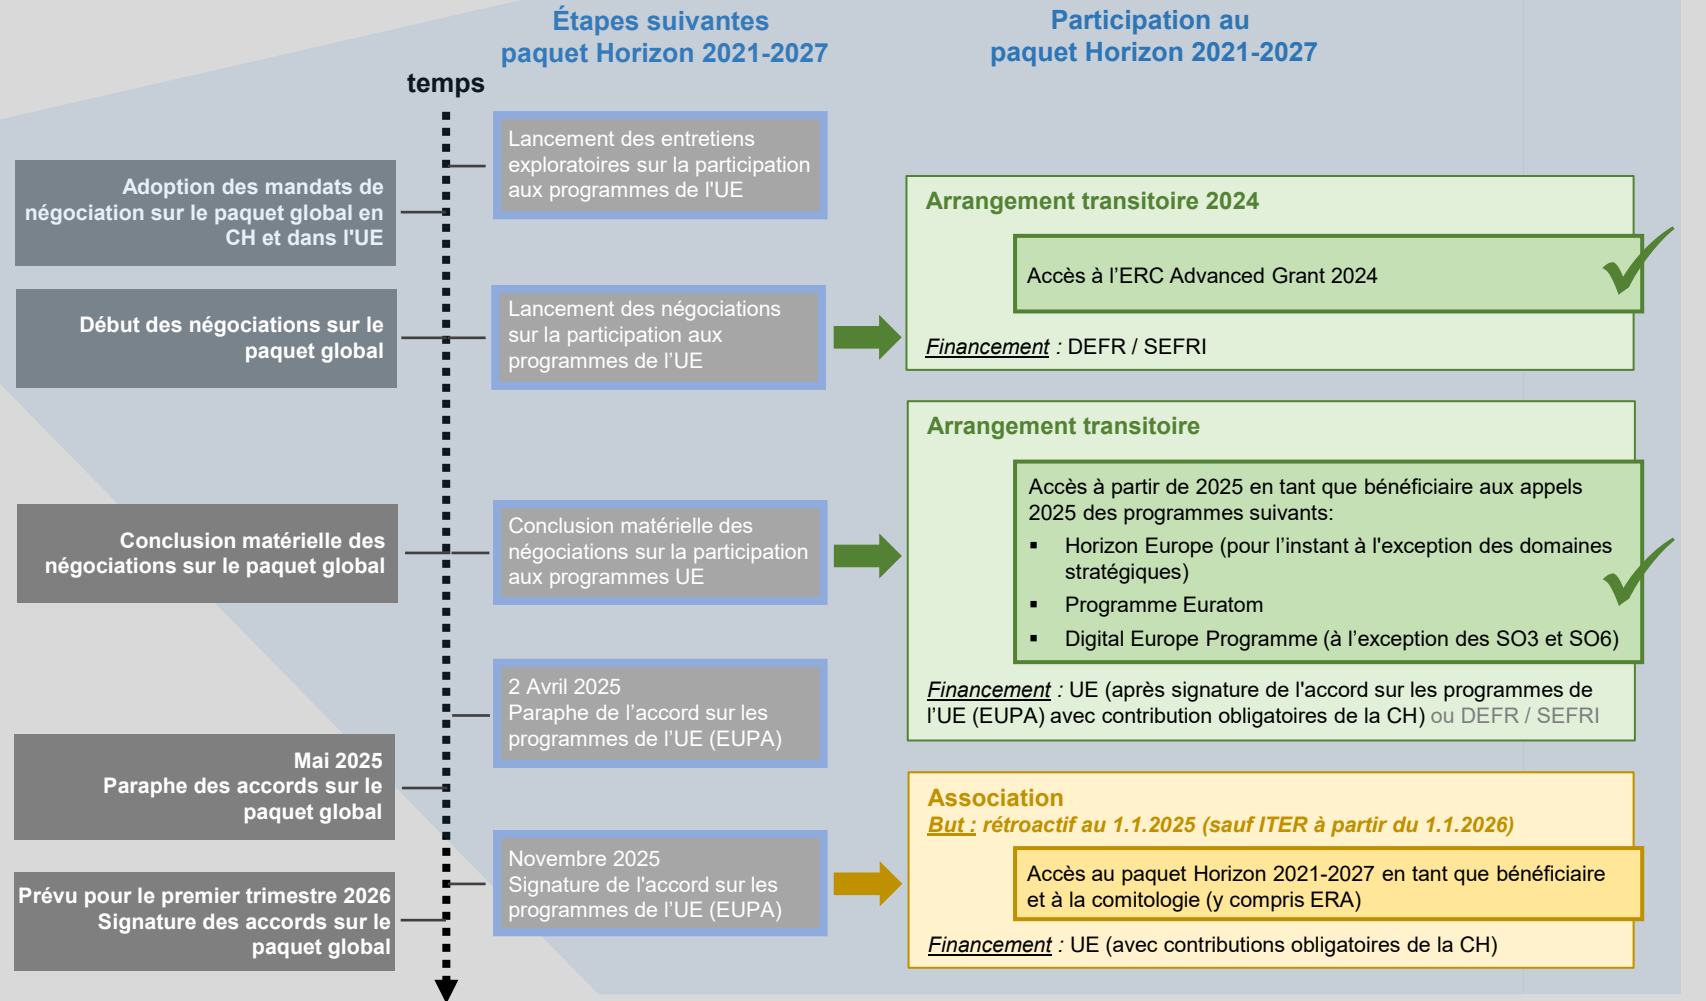 Étapes suivantes
paquet Horizon 2021-2027
Participation au
paquet Horizon 2021-2027
temps
Adoption des mandats de
négociation sur le paquet global en
CH et dans l'UE
Début des négociations sur le
paquet global
Conclusion matérielle des
négociations sur le paquet global
Mai 2025
Paraphe des accords sur le
paquet global
Prévu pour le premier trimestre 2026
Signature des accords sur le
paquet global
Lancement des entretiens
exploratoires sur la participation
aux programmes de l'UE
Lancement des négociations
sur la participation aux
programmes de l’UE
Conclusion matérielle des
négociations sur la participation
aux programmes UE
2 Avril 2025
Paraphe de l’accord sur les
programmes de l’UE (EUPA)
Novembre 2025
Signature de l'accord sur les
programmes de l’UE (EUPA)
Arrangement transitoire 2024
Accès à l’ERC Advanced Grant 2024
Financement : DEFR / SEFRI
Arrangement transitoire
Accès à partir de 2025 en tant que bénéficiaire aux appels
2025 des programmes suivants:
▪ Horizon Europe (pour l’instant à l'exception des domaines
stratégiques)
▪ Programme Euratom
▪ Digital Europe Programme (à l’exception des SO3 et SO6)
Financement : UE (après signature de l'accord sur les programmes de
l’UE (EUPA) avec contribution obligatoires de la CH) ou DEFR / SEFRI
Association
But : rétroactif au 1.1.2025 (sauf ITER à partir du 1.1.2026)
Accès au paquet Horizon 2021-2027 en tant que bénéficiaire
et à la comitologie (y compris ERA)
Financement : UE (avec contributions obligatoires de la CH)